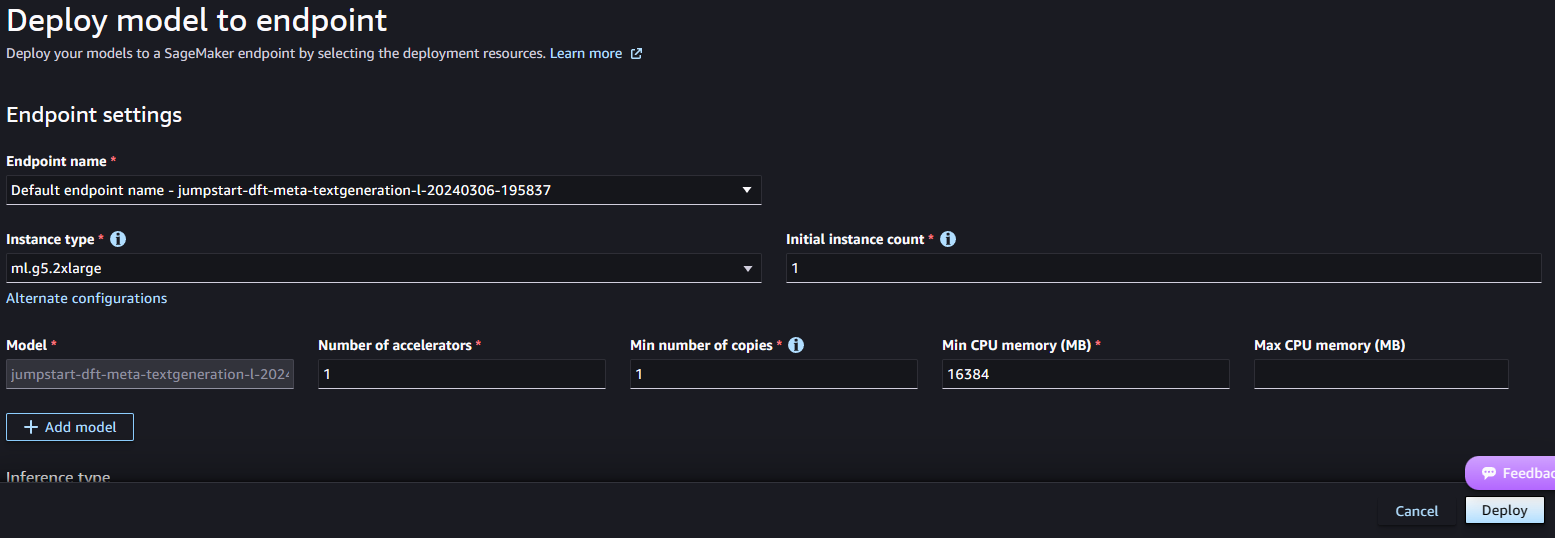 Deploy model to endpoint
Deploy your models to a SageMaker endpoint by selecting the deployment resources. Learn more
Endpoint settings
Endpoint name *
Default endpoint name - jumpstart-dft-meta-textgeneration-l-20240306-195837
Instance type * Initial instance count *
ml.g5.2xlarge 1
Alternate configurations
Model * Number of accelerators * Min number of copies * Min CPU memory (MB) * Max CPU memory (MB)
jumpstart-dft-meta-textgeneration-l-2024 1 1 16384
+ Add model
Inference type
Feedbac
Cancel Deploy